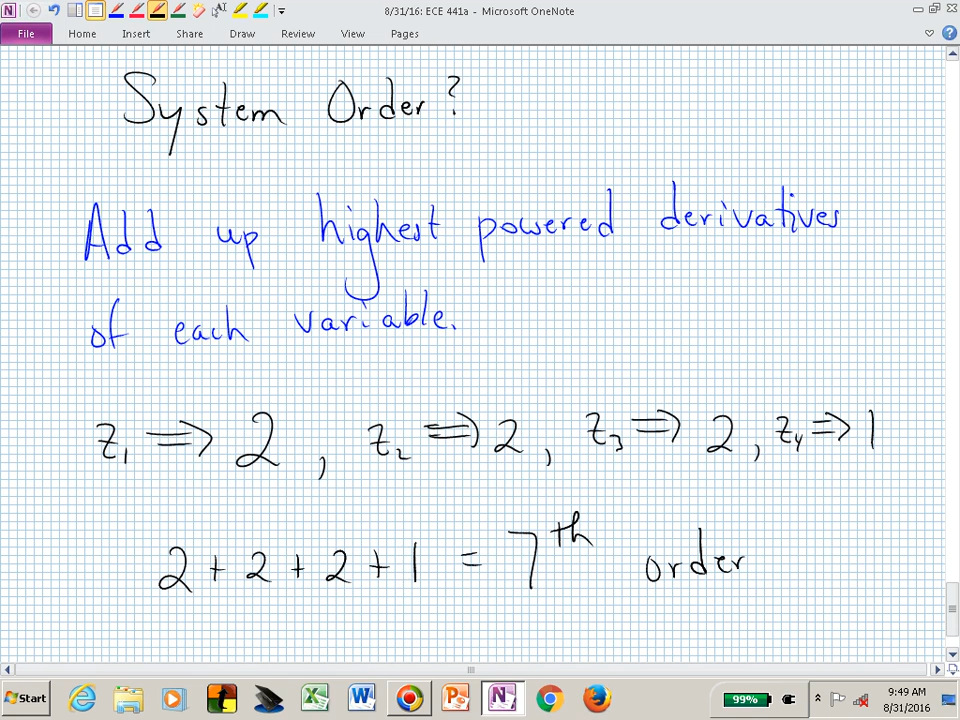 8/31/16: ECE 441a - Microsoft OneNote
File Home Insert Share Draw Review View Pages
System Order?
Add up highest powered derivatives
of each variable.
z₁ ⇒ 2, z₂ ⇒ 2, z₃ ⇒ 2, z₄ ⇒ 1
2 + 2 + 2 + 1 = 7th order
Start
99%
9:49 AM
8/31/2016